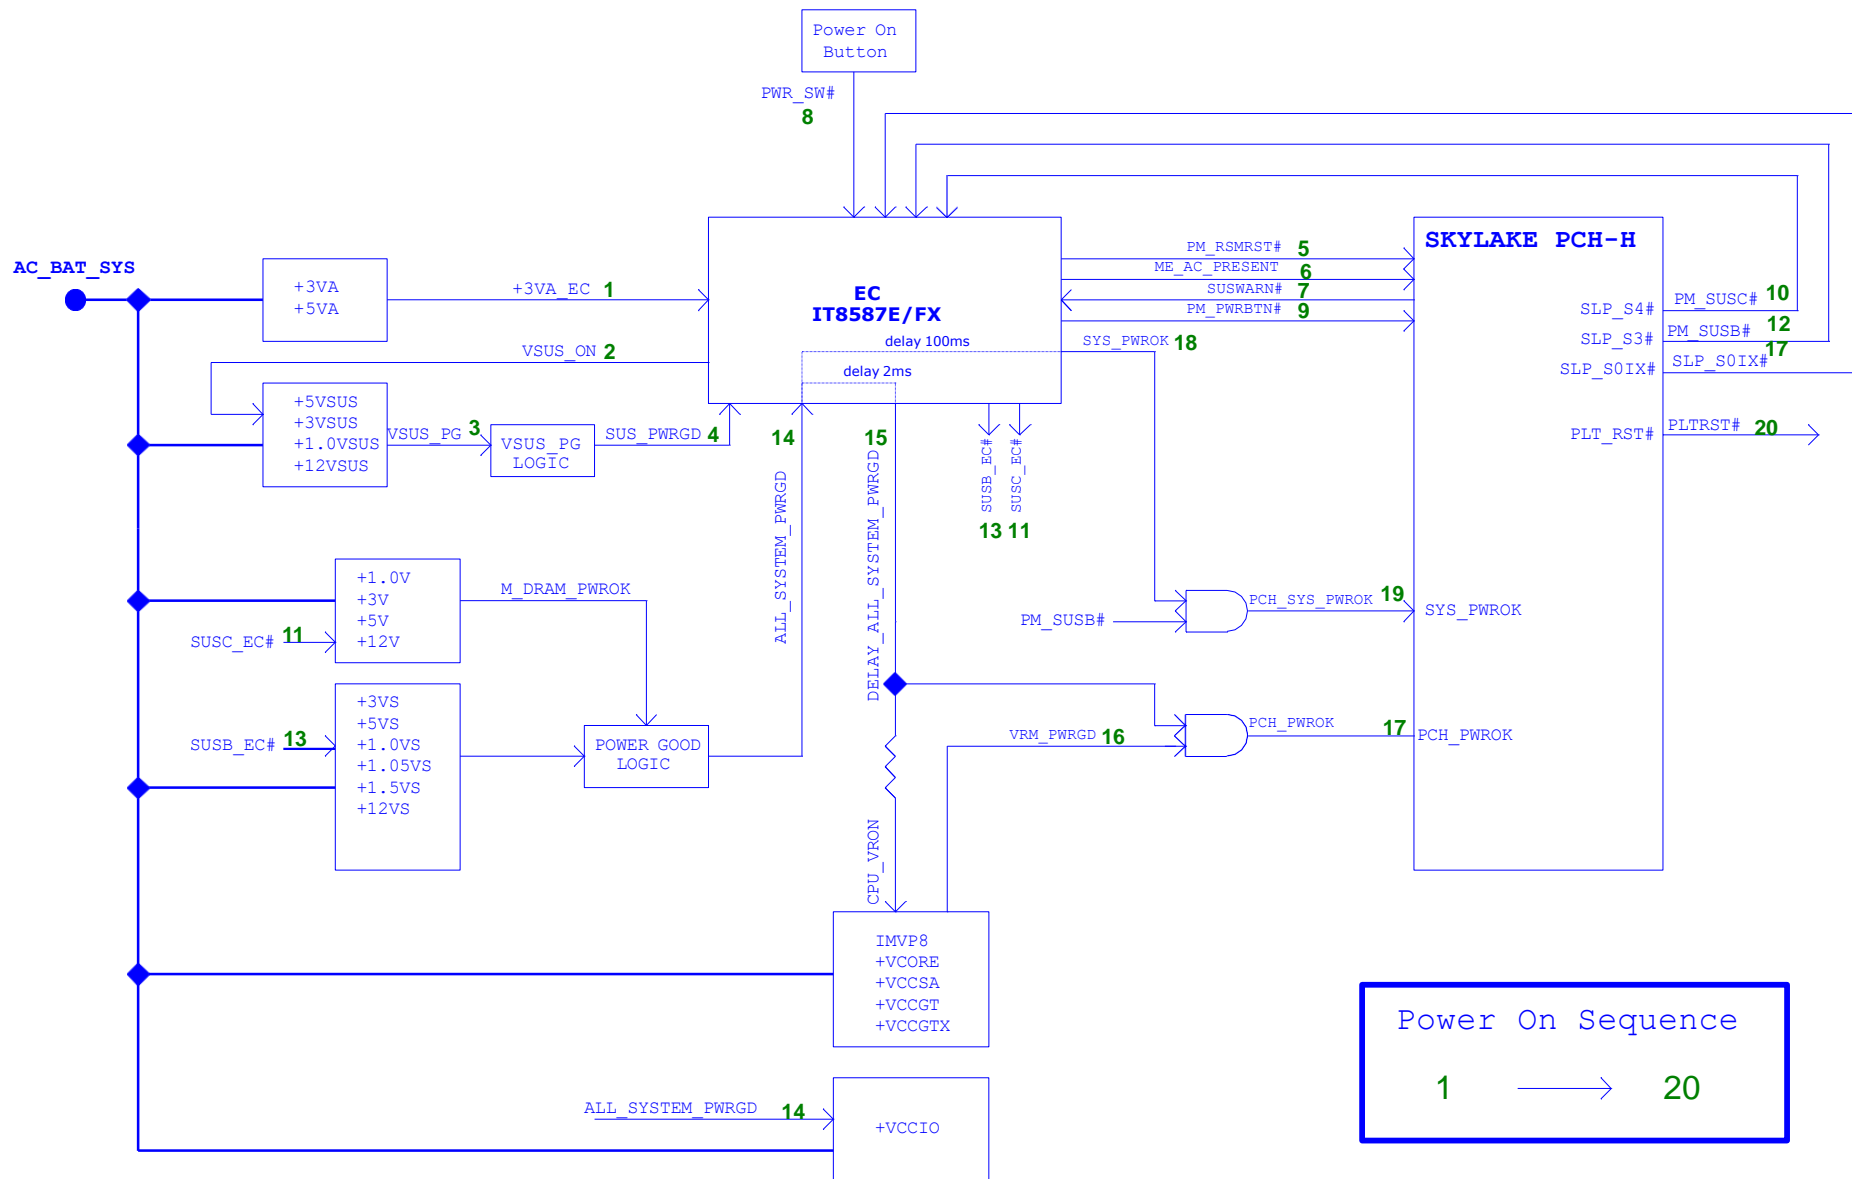 Power On
Button
PWR_SW#
8
AC_BAT_SYS
+3VA
+5VA
+3VA_EC 1
VSUS_ON 2
+5VSUS
+3VSUS
+1.0VSUS
+12VSUS
VSUS_PG 3
VSUS_PG
LOGIC
SUS_PWRGD 4
EC
IT8587E/FX
delay 100ms
delay 2ms
PM_RSMRST# 5
ME_AC_PRESENT 6
SUSWARN# 7
PM_PWRBTN# 9
SYS_PWROK 18
SKYLAKE PCH-H
SLP_S4#
SLP_S3#
SLP_S0IX#
PLT_RST#
PM_SUSC# 10
PM_SUSB# 12
SLP_S0IX# 17
PLTRST# 20
14
ALL_SYSTEM_PWRGD
15
DELAY_ALL_SYSTEM_PWRGD
SUSB_EC#
13
SUSC_EC#
11
+1.0V
+3V
+5V
+12V
SUSC_EC# 11
M_DRAM_PWROK
+3VS
+5VS
+1.0VS
+1.05VS
+1.5VS
+12VS
SUSB_EC# 13
POWER GOOD
LOGIC
PM_SUSB#
PCH_SYS_PWROK 19
SYS_PWROK
VRM_PWRGD 16
PCH_PWROK
17
PCH_PWROK
CPU_VRON
IMVP8
+VCORE
+VCCSA
+VCCGT
+VCCGTX
ALL_SYSTEM_PWRGD 14
+VCCIO
Power On Sequence
1 20